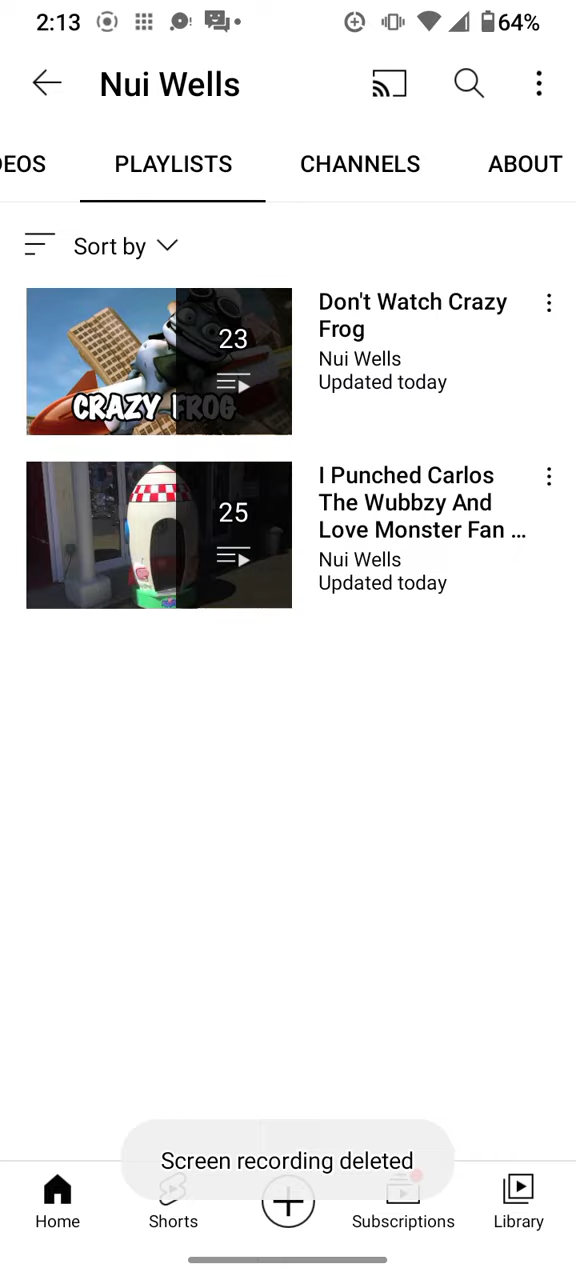 2:13
64%
Nui Wells
DEOS
PLAYLISTS
CHANNELS
ABOUT
Sort by
23
CRAZY FROG
Don't Watch Crazy
Frog
Nui Wells
Updated today
25
I Punched Carlos
The Wubbzy And
Love Monster Fan ...
Nui Wells
Updated today
Screen recording deleted
Home
Shorts
Subscriptions
Library